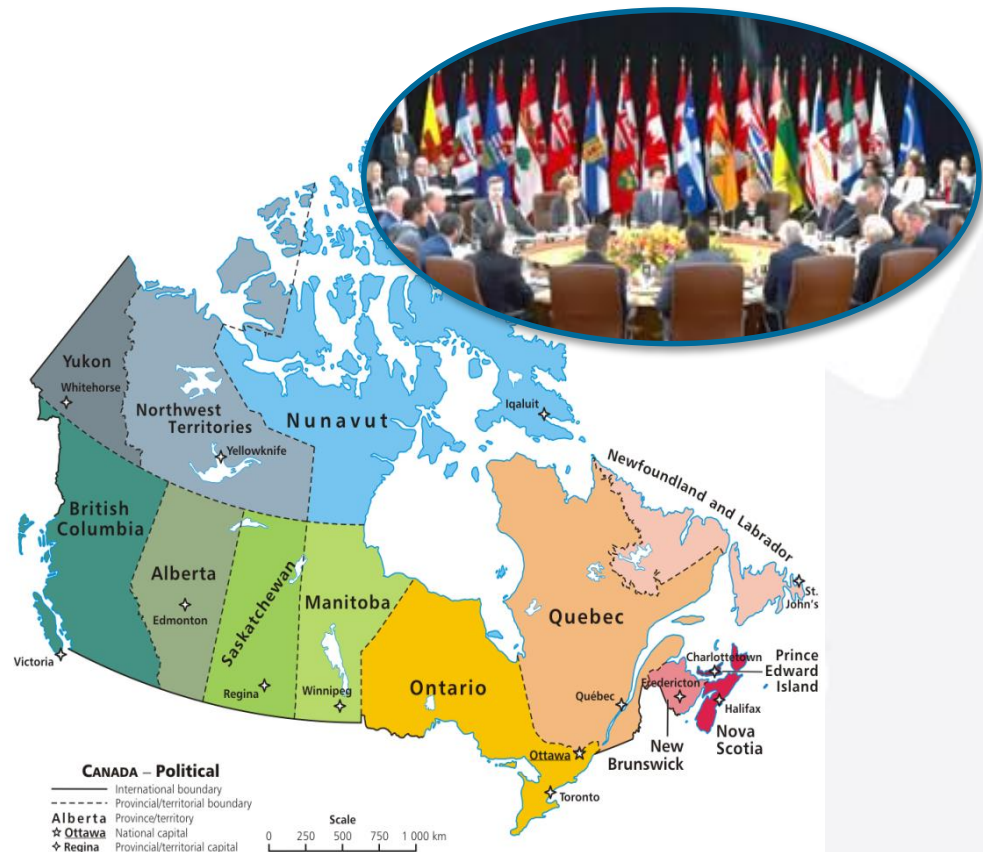 Yukon
Whitehorse
Northwest
Territories
Yellowknife
Nunavut
Iqaluit
Newfoundland and Labrador
St.
John's
British
Columbia
Alberta
Edmonton
Saskatchewan
Manitoba
Quebec
Victoria
Regina
Winnipeg
Ontario
Québec
Charlottetown
Prince
Edward
Island
Fredericton
Halifax
Nova
Scotia
New
Brunswick
Ottawa
Toronto
CANADA – Political
International boundary
Provincial/territorial boundary
Alberta Province/territory
Ottawa National capital
Regina Provincial/territorial capital
Scale
0 250 500 750 1 000 km